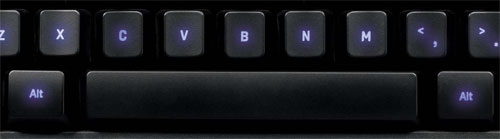 Z X C V B N M < , > .
Alt Alt